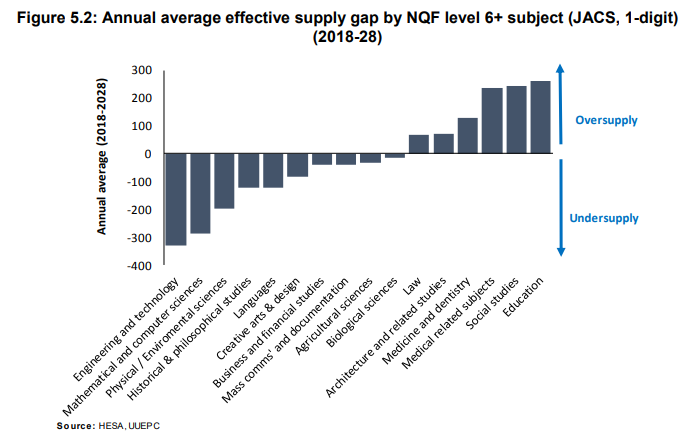 Figure 5.2: Annual average effective supply gap by NQF level 6+ subject (JACS, 1-digit)
(2018-28)
Annual average (2018-2028)
300
200
100
0
-100
-200
-300
-400
Oversupply
Undersupply
Engineering and technology
Mathematical and computer sciences
Physical / Enviromental sciences
Historical & philosophical studies
Languages
Creative arts & design
Business and financial studies
Mass comms' and documentation
Agricultural sciences
Biological sciences
Law
Architecture and related studies
Medicine and dentistry
Medical related subjects
Social studies
Education
Source: HESA, UUEPC